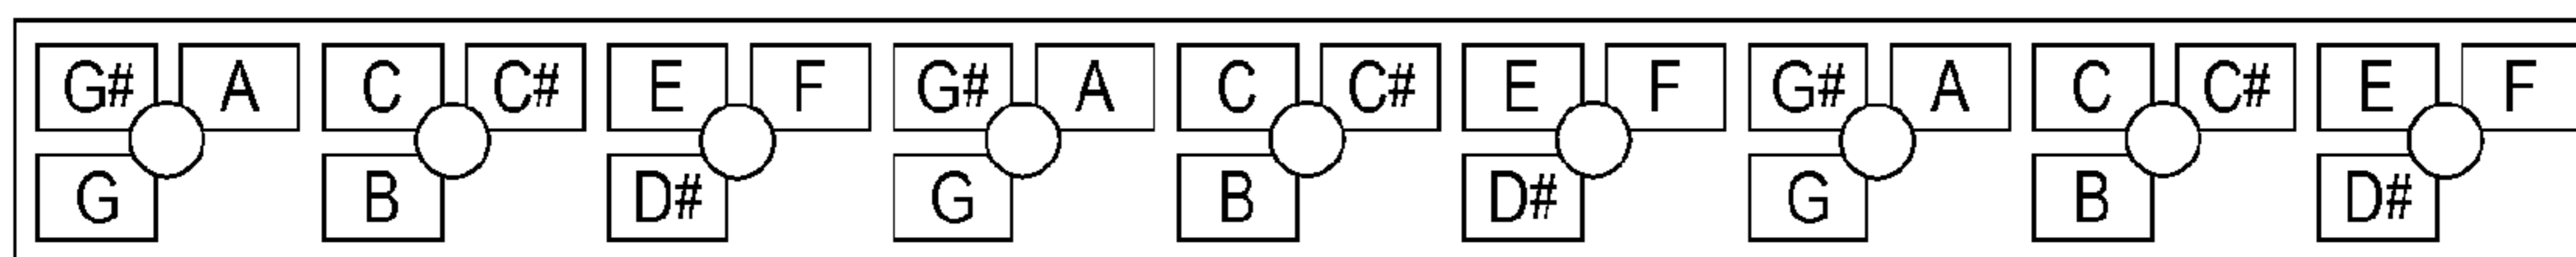 G# A C C# E F G# A C C# E F G# A C C# E F
G B D# G B D# G B D#